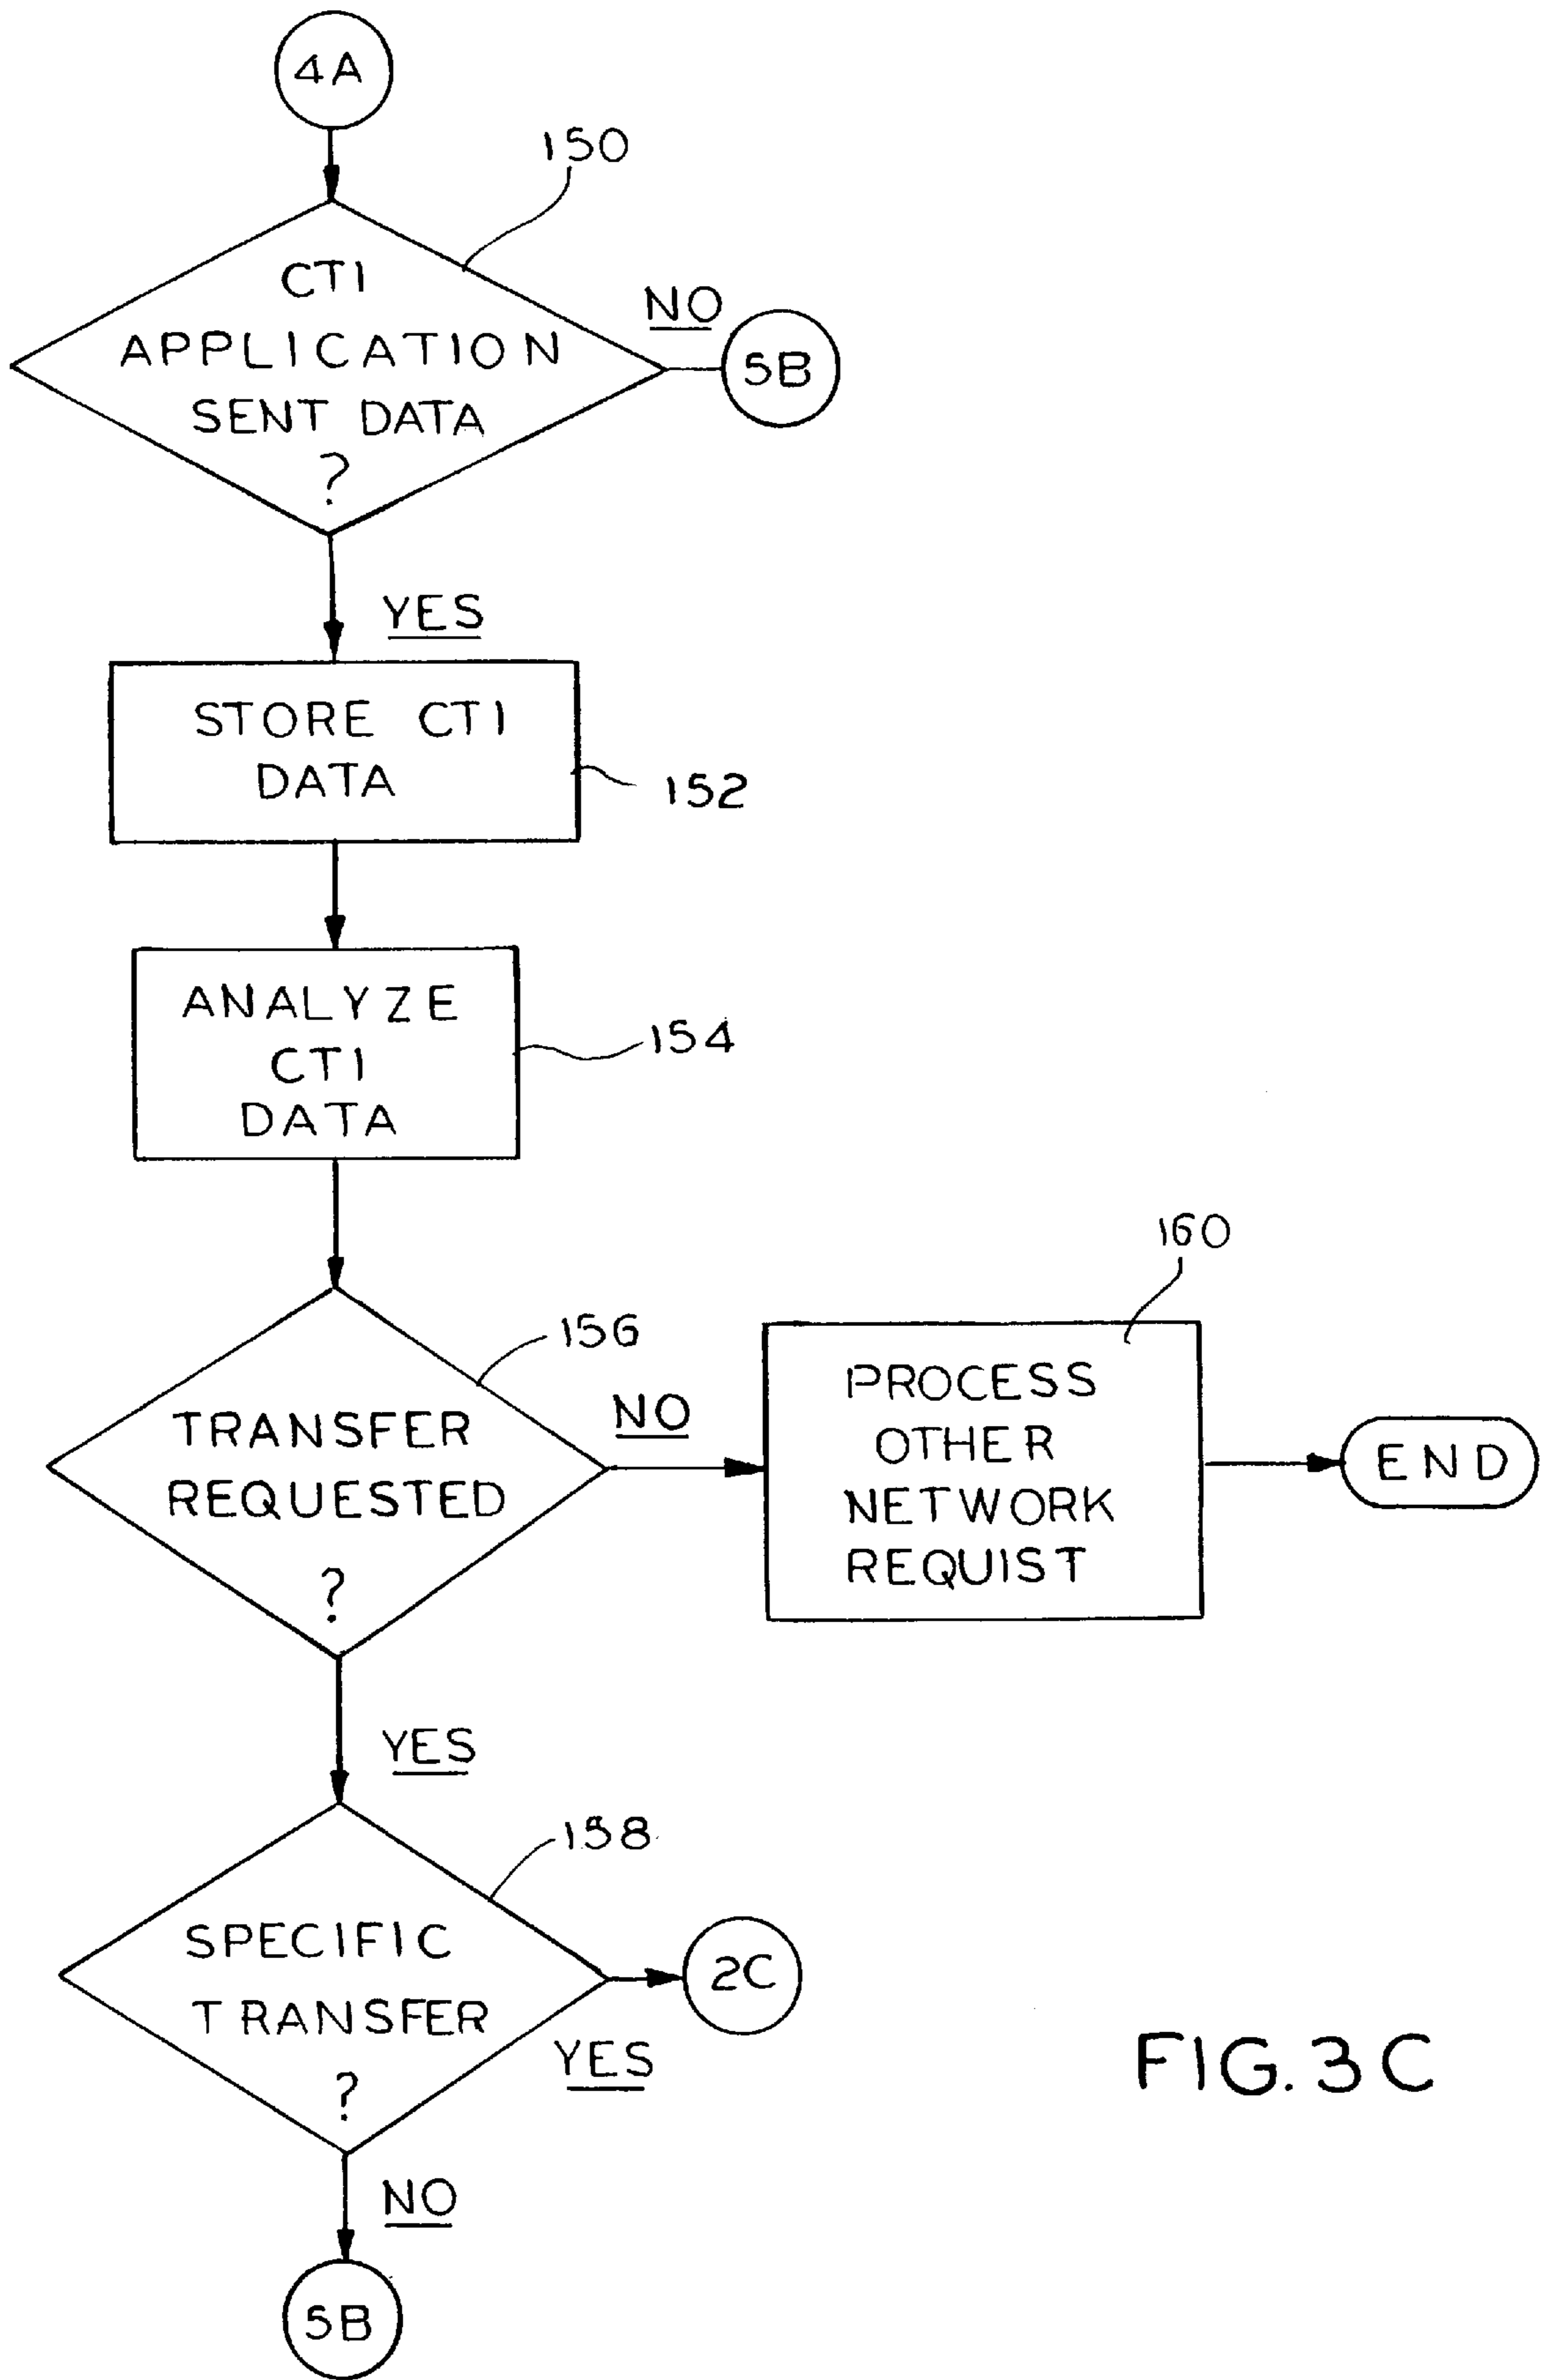 4A
150
CTI
APPLICATION
SENT DATA
?
NO
5B
YES
STORE CTI
DATA
152
ANALYZE
CTI
DATA
154
156
TRANSFER
REQUESTED
?
NO
160
PROCESS
OTHER
NETWORK
REQUIST
END
YES
158
SPECIFIC
TRANSFER
?
2C
YES
NO
5B
FIG. 3C